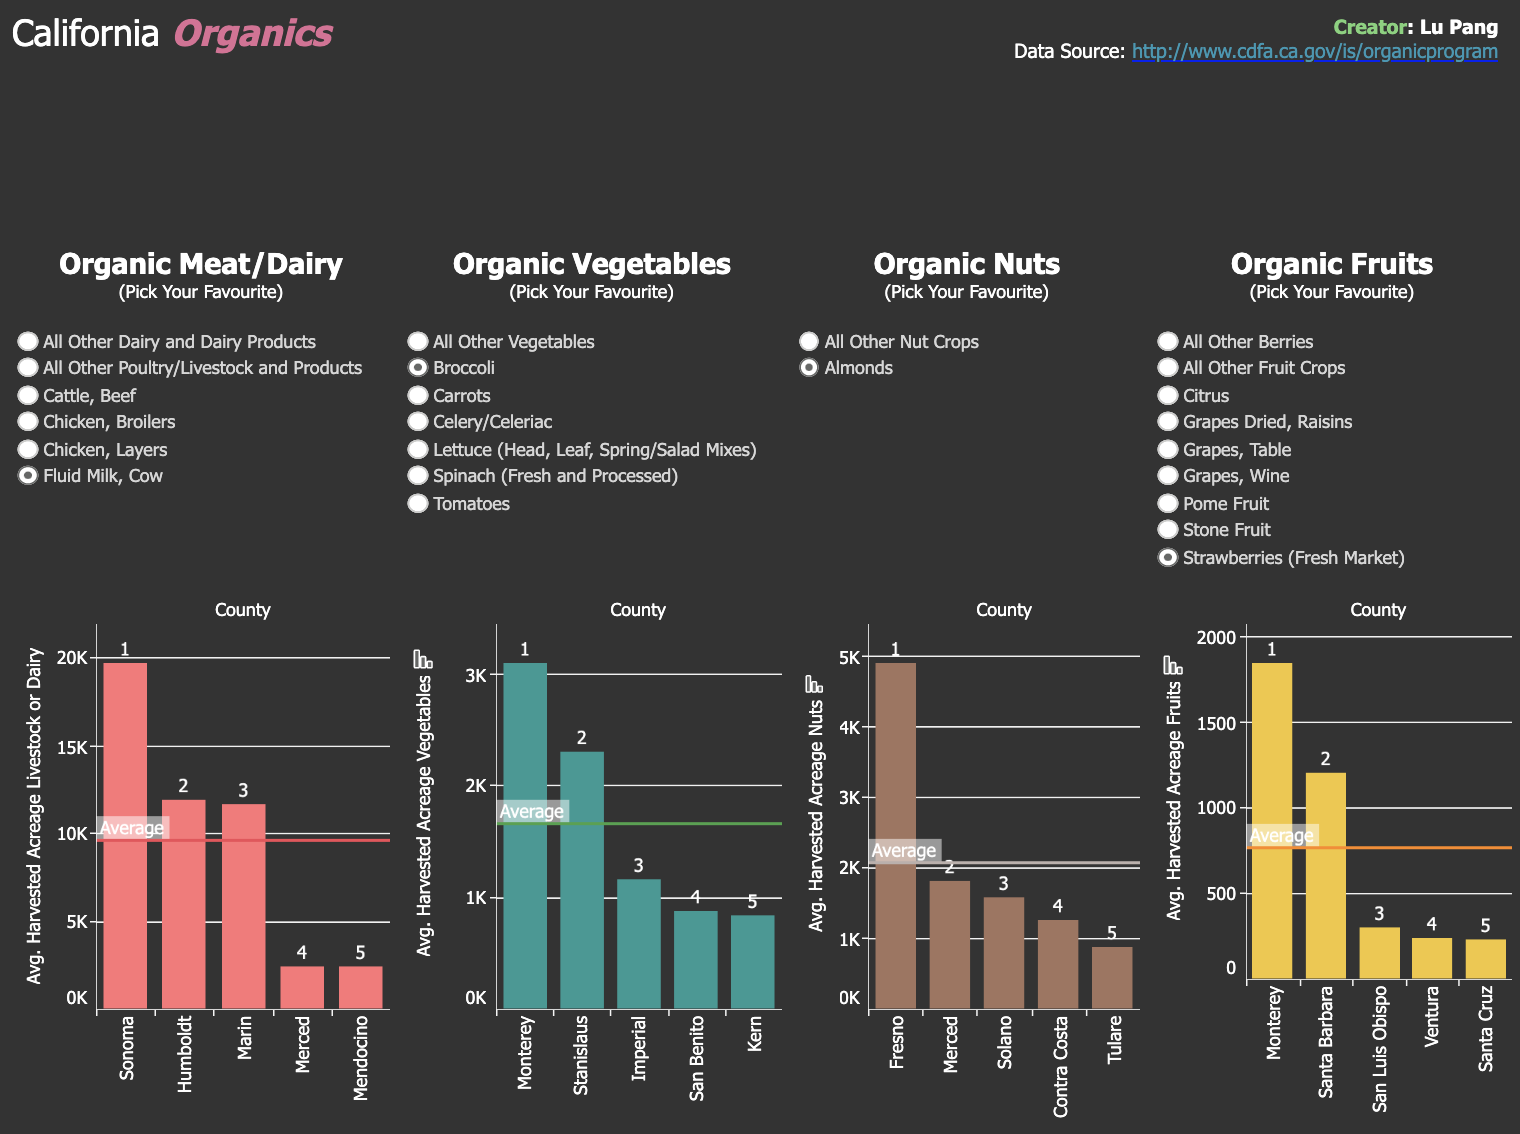 California Organics
Creator: Lu Pang
Data Source: http://www.cdfa.ca.gov/is/organicprogram
Organic Meat/Dairy
(Pick Your Favourite)
All Other Dairy and Dairy Products
All Other Poultry/Livestock and Products
Cattle, Beef
Chicken, Broilers
Chicken, Layers
Fluid Milk, Cow
Organic Vegetables
(Pick Your Favourite)
All Other Vegetables
Broccoli
Carrots
Celery/Celeriac
Lettuce (Head, Leaf, Spring/Salad Mixes)
Spinach (Fresh and Processed)
Tomatoes
Organic Nuts
(Pick Your Favourite)
All Other Nut Crops
Almonds
Organic Fruits
(Pick Your Favourite)
All Other Berries
All Other Fruit Crops
Citrus
Grapes Dried, Raisins
Grapes, Table
Grapes, Wine
Pome Fruit
Stone Fruit
Strawberries (Fresh Market)
County
Avg. Harvested Acreage Livestock or Dairy
20K
15K
10K
5K
0K
1
2
3
4
5
Average
Sonoma
Humboldt
Marin
Merced
Mendocino
County
Avg. Harvested Acreage Vegetables
3K
2K
1K
0K
1
2
3
4
5
Average
Monterey
Stanislaus
Imperial
San Benito
Kern
County
Avg. Harvested Acreage Nuts
5K
4K
3K
2K
1K
0K
1
2
3
4
5
Average
Fresno
Merced
Solano
Contra Costa
Tulare
County
Avg. Harvested Acreage Fruits
2000
1500
1000
500
0
1
2
3
4
5
Average
Monterey
Santa Barbara
San Luis Obispo
Ventura
Santa Cruz